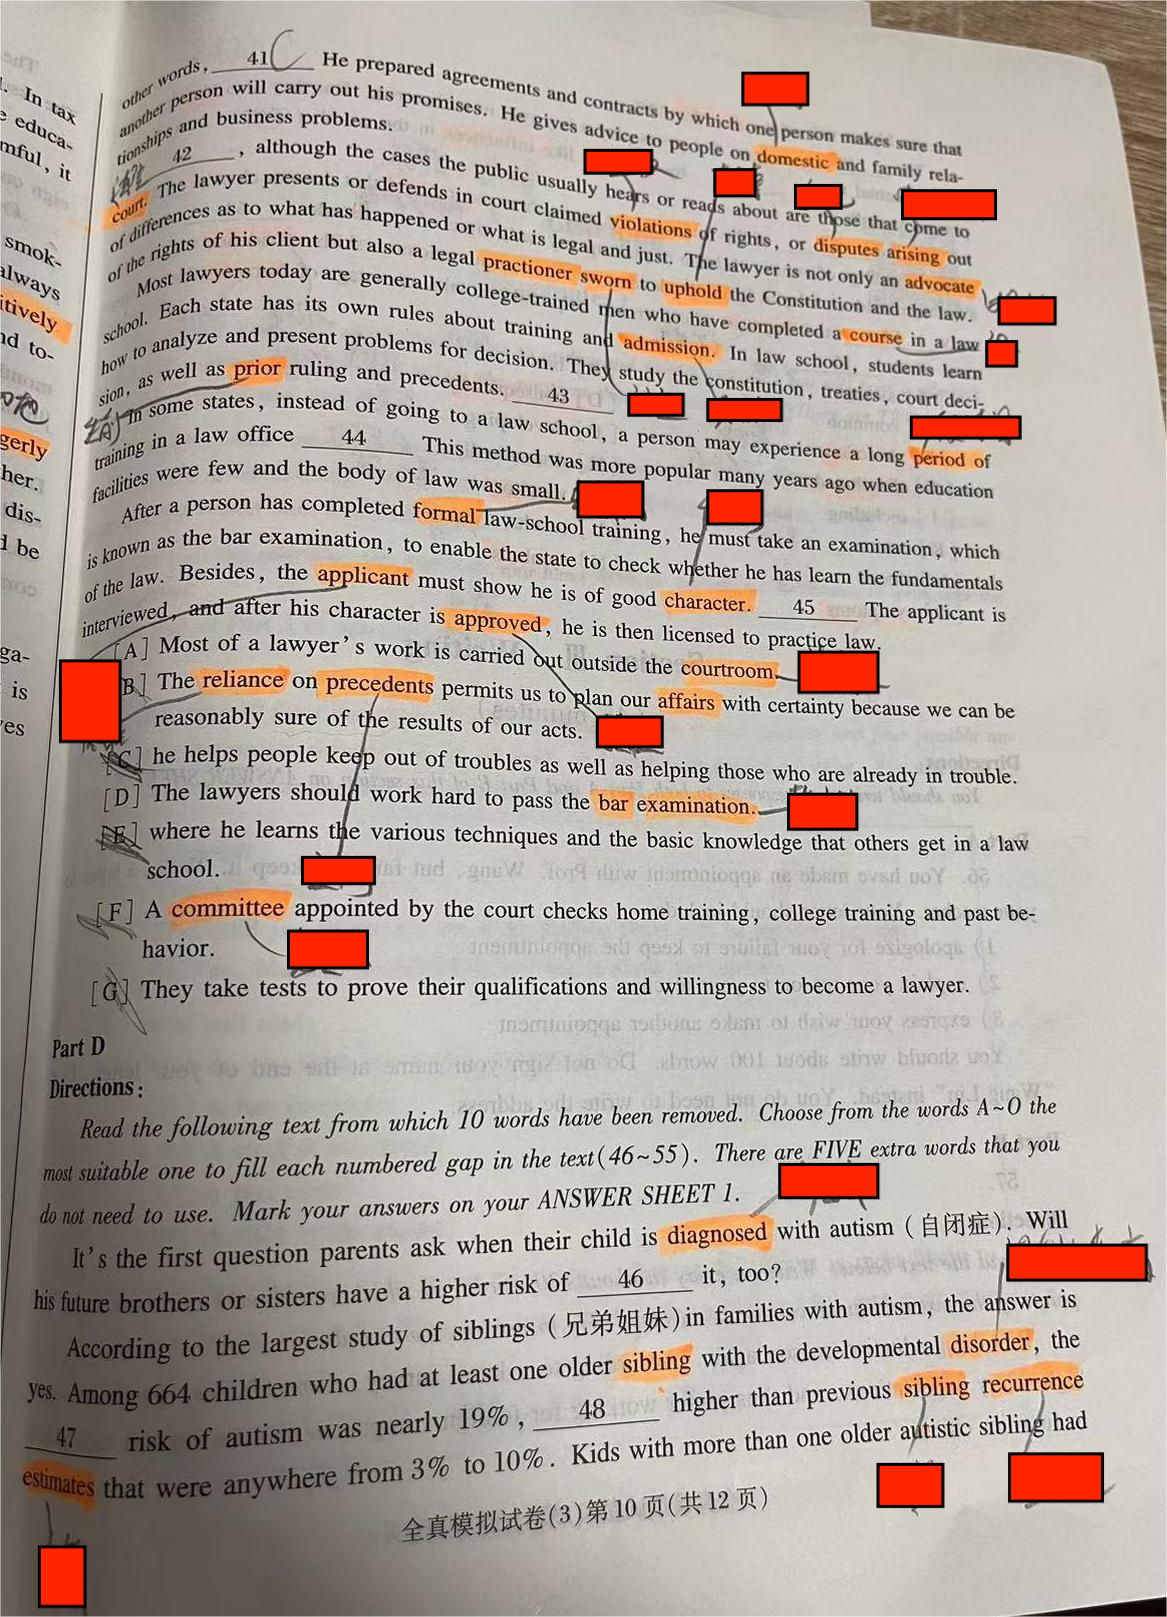 other words, 41 C He prepared agreements and contracts by which one person makes sure that
another person will carry out his promises. He gives advice to people on domestic and family rela-
tionships and business problems.
42 , although the cases the public usually hears or reads about are those that come to
court. The lawyer presents or defends in court claimed violations of rights, or disputes arising out
of differences as to what has happened or what is legal and just. The lawyer is not only an advocate
of the rights of his client but also a legal practioner sworn to uphold the Constitution and the law.
Most lawyers today are generally college-trained men who have completed a course in a law
school. Each state has its own rules about training and admission. In law school, students learn
how to analyze and present problems for decision. They study the constitution, treaties, court deci-
sion, as well as prior ruling and precedents. 43
In some states, instead of going to a law school, a person may experience a long period of
training in a law office 44 This method was more popular many years ago when education
facilities were few and the body of law was small.
After a person has completed formal law-school training, he must take an examination, which
is known as the bar examination, to enable the state to check whether he has learn the fundamentals
of the law. Besides, the applicant must show he is of good character. 45 The applicant is
interviewed, and after his character is approved, he is then licensed to practice law.
[A] Most of a lawyer's work is carried out outside the courtroom.
B] The reliance on precedents permits us to plan our affairs with certainty because we can be
reasonably sure of the results of our acts.
[C] he helps people keep out of troubles as well as helping those who are already in trouble.
[D] The lawyers should work hard to pass the bar examination.
[E] where he learns the various techniques and the basic knowledge that others get in a law
school.
[F] A committee appointed by the court checks home training, college training and past be-
havior.
[G] They take tests to prove their qualifications and willingness to become a lawyer.
Part D
Directions:
Read the following text from which 10 words have been removed. Choose from the words A~O the
most suitable one to fill each numbered gap in the text(46~55). There are FIVE extra words that you
do not need to use. Mark your answers on your ANSWER SHEET 1.
It's the first question parents ask when their child is diagnosed with autism (自闭症). Will
his future brothers or sisters have a higher risk of 46 it, too?
According to the largest study of siblings (兄弟姐妹)in families with autism, the answer is
yes. Among 664 children who had at least one older sibling with the developmental disorder, the
47 risk of autism was nearly 19%, 48 higher than previous sibling recurrence
estimates that were anywhere from 3% to 10%. Kids with more than one older autistic sibling had
全真模拟试卷(3)第10页(共12页)
. In tax
e educa-
mful, it
smok-
always
itively
nd to-
gerly
her.
dis-
d be
ga-
is
ves